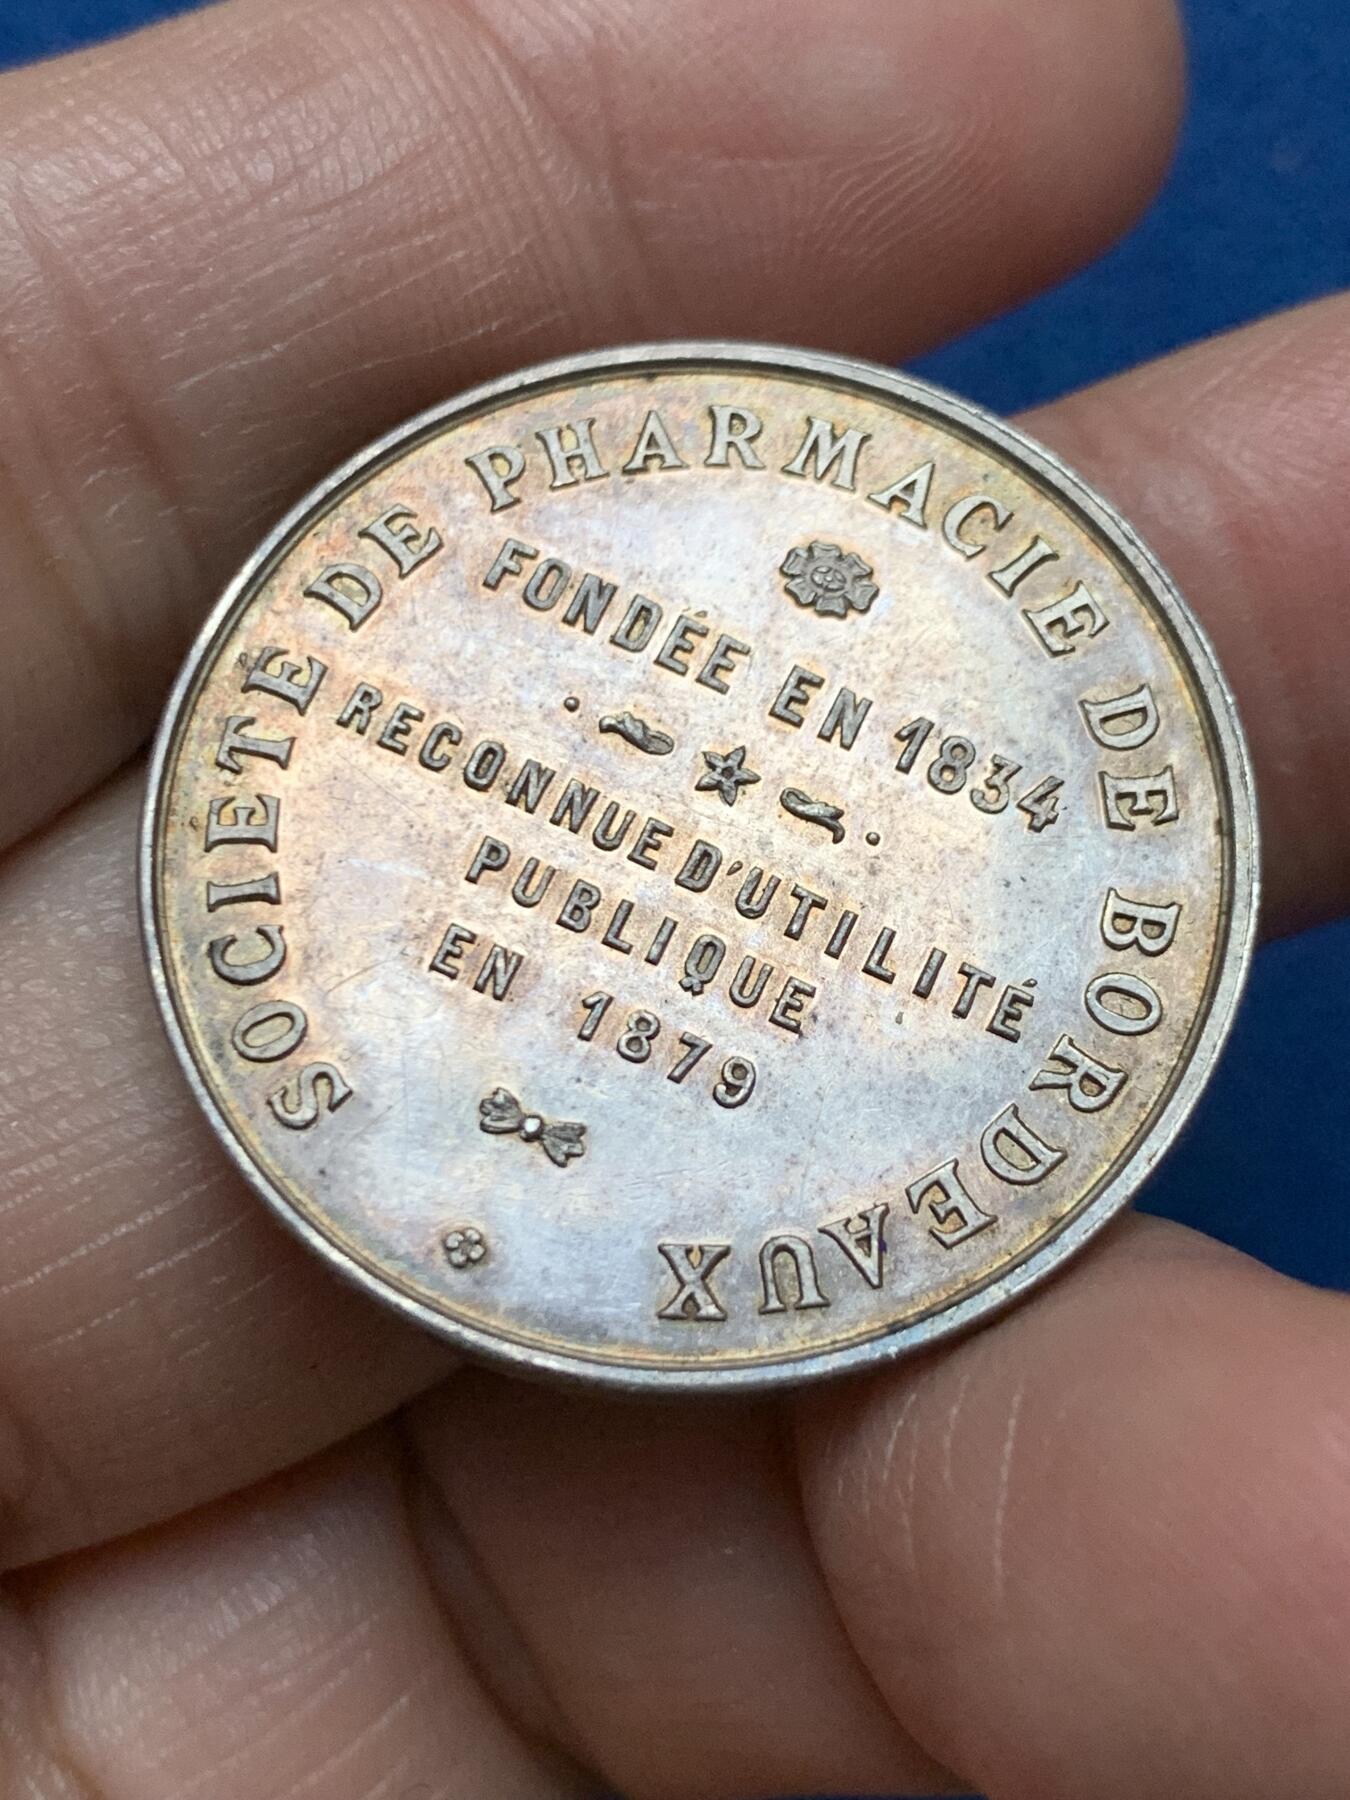 SOCIÉTÉ DE PHARMACIE DE BORDEAUX
FONDÉE EN 1834
RECONNUE D'UTILITÉ
PUBLIQUE
EN 1879